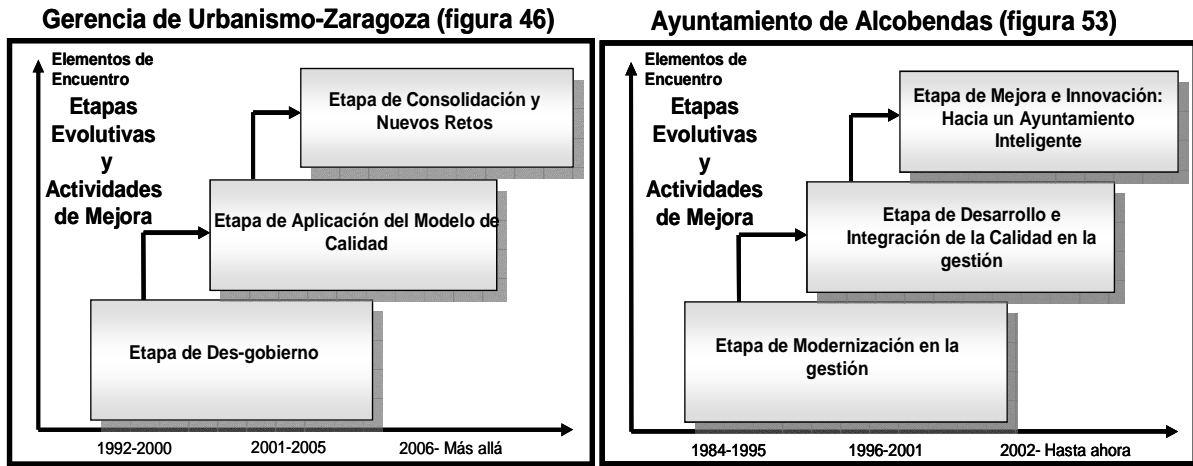 Gerencia de Urbanismo-Zaragoza (figura 46)
Elementos de
Encuentro
Etapas
Evolutivas
y
Actividades
de Mejora
Etapa de Consolidación y
Nuevos Retos
Etapa de Aplicación del Modelo de
Calidad
Etapa de Des-gobierno
1992-2000
2001-2005
2006- Más allá
Ayuntamiento de Alcobendas (figura 53)
Elementos de
Encuentro
Etapas
Evolutivas
y
Actividades
de Mejora
Etapa de Mejora e Innovación:
Hacia un Ayuntamiento
Inteligente
Etapa de Desarrollo e
Integración de la Calidad en la
gestión
Etapa de Modernización en la
gestión
1984-1995
1996-2001
2002- Hasta ahora